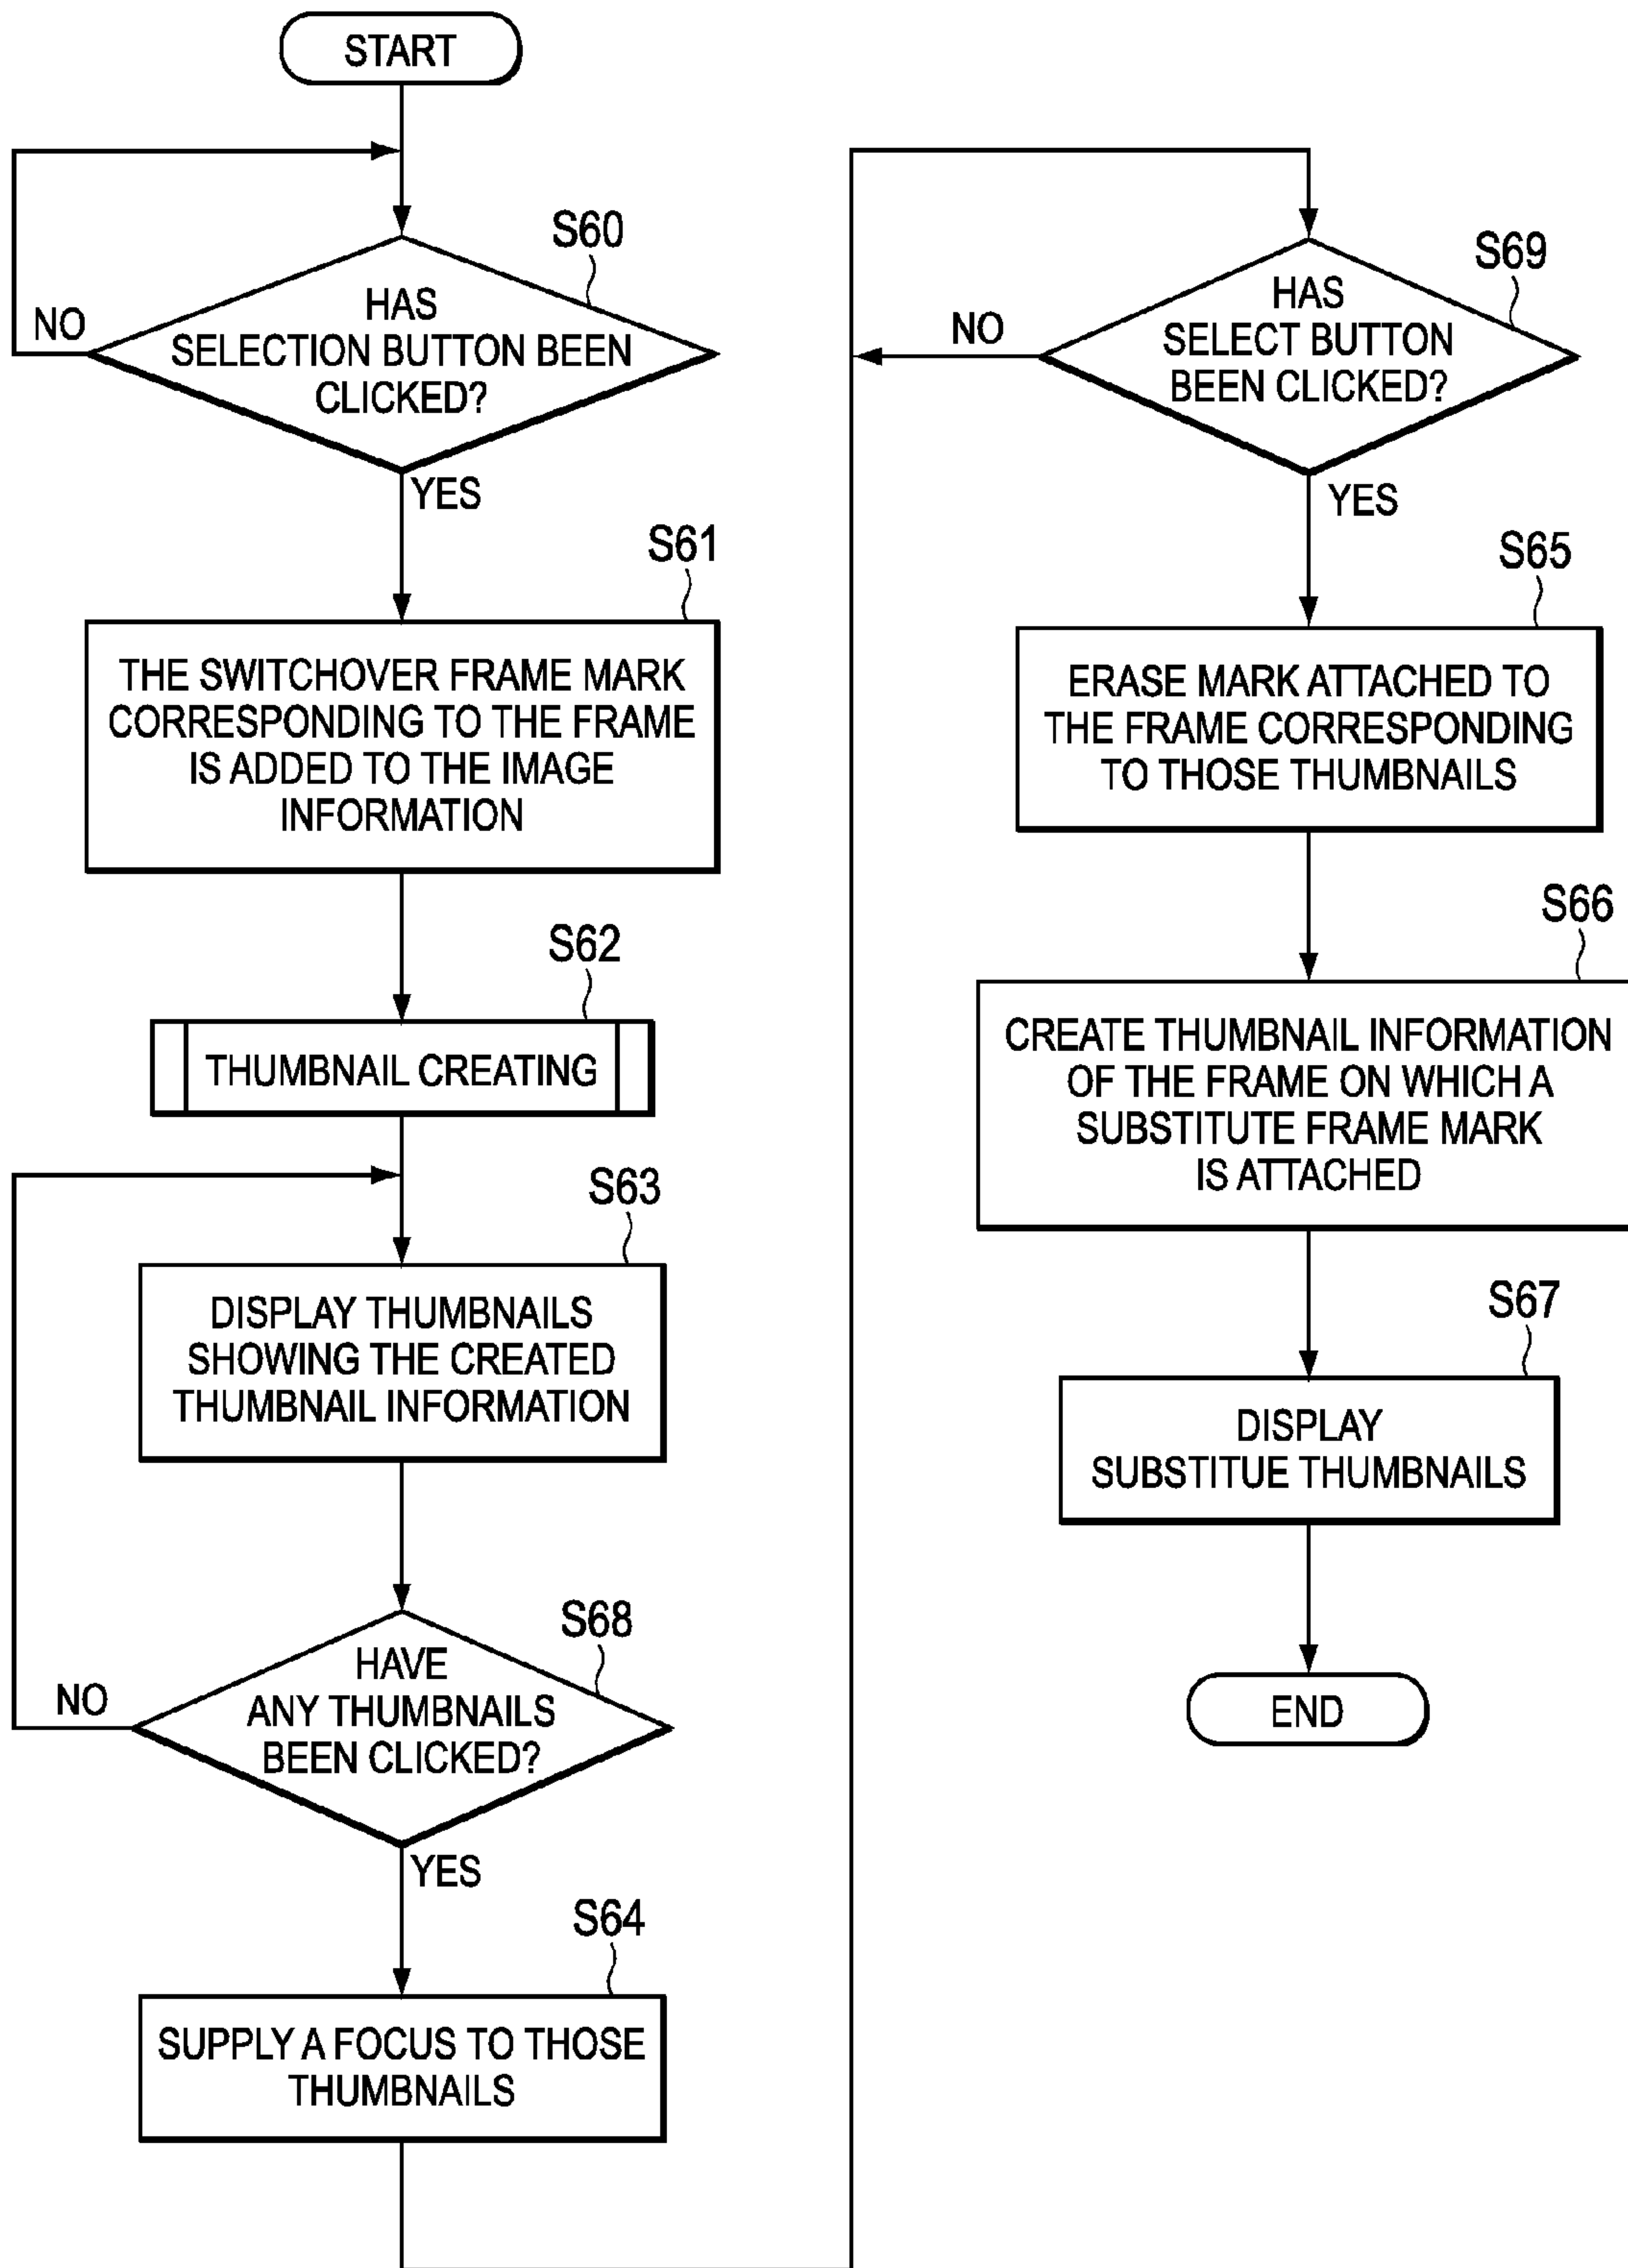 START
S60
HAS
SELECTION BUTTON BEEN
CLICKED?
NO
YES
S61
THE SWITCHOVER FRAME MARK
CORRESPONDING TO THE FRAME
IS ADDED TO THE IMAGE
INFORMATION
S62
THUMBNAIL CREATING
S63
DISPLAY THUMBNAILS
SHOWING THE CREATED
THUMBNAIL INFORMATION
S68
HAVE
ANY THUMBNAILS
BEEN CLICKED?
NO
YES
S64
SUPPLY A FOCUS TO THOSE
THUMBNAILS
S69
HAS
SELECT BUTTON
BEEN CLICKED?
NO
YES
S65
ERASE MARK ATTACHED TO
THE FRAME CORRESPONDING
TO THOSE THUMBNAILS
S66
CREATE THUMBNAIL INFORMATION
OF THE FRAME ON WHICH A
SUBSTITUTE FRAME MARK
IS ATTACHED
S67
DISPLAY
SUBSTITUE THUMBNAILS
END